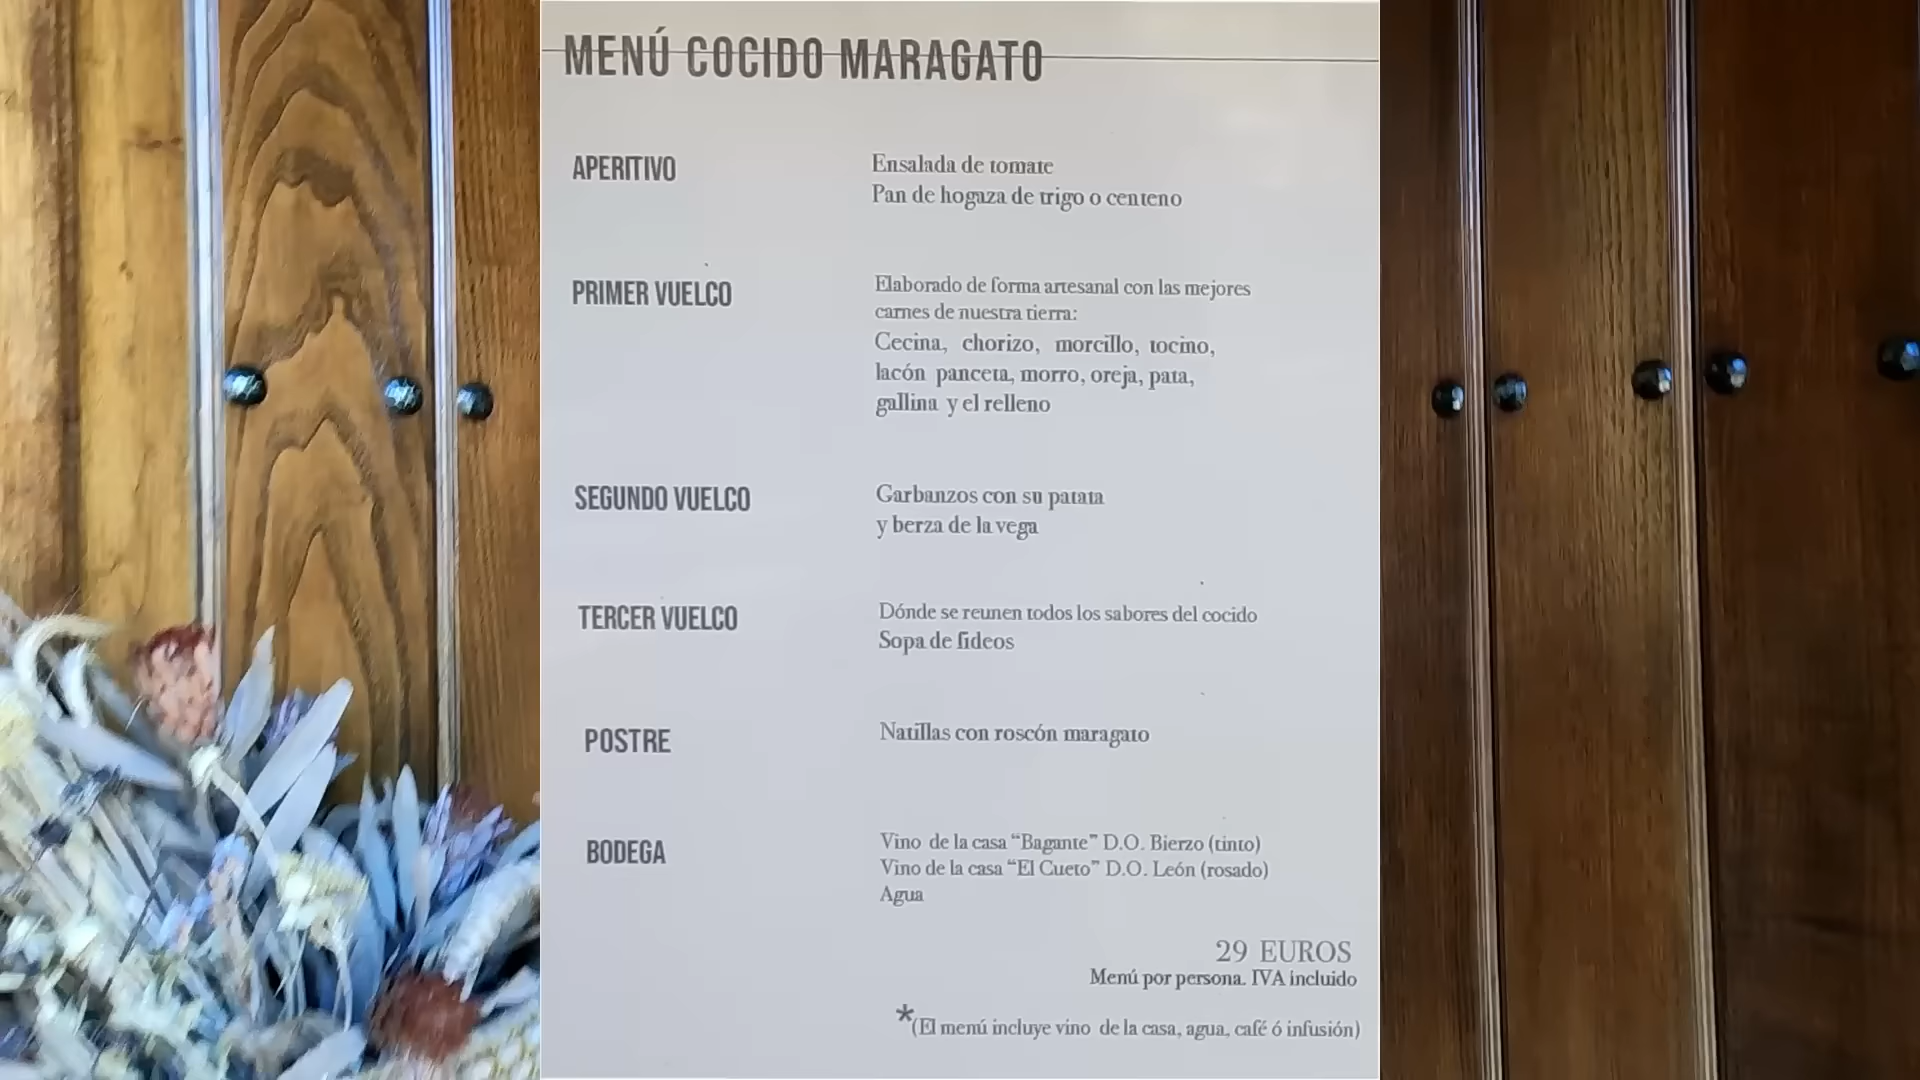 MENÚ COCIDO MARAGATO
APERITIVO
Ensalada de tomate
Pan de hogaza de trigo o centeno
PRIMER VUELCO
Elaborado de forma artesanal con las mejores
carnes de nuestra tierra:
Cecina, chorizo, morcillo, tocino,
lacón panceta, morro, oreja, pata,
gallina y el relleno
SEGUNDO VUELCO
Garbanzos con su patata
y berza de la vega
TERCER VUELCO
Dónde se reunen todos los sabores del cocido
Sopa de fideos
POSTRE
Natillas con roscón maragato
BODEGA
Vino de la casa “Bagante” D.O. Bierzo (tinto)
Vino de la casa “El Cueto” D.O. León (rosado)
Agua
29 EUROS
Menú por persona. IVA incluido
*(El menú incluye vino de la casa, agua, café ó infusión)